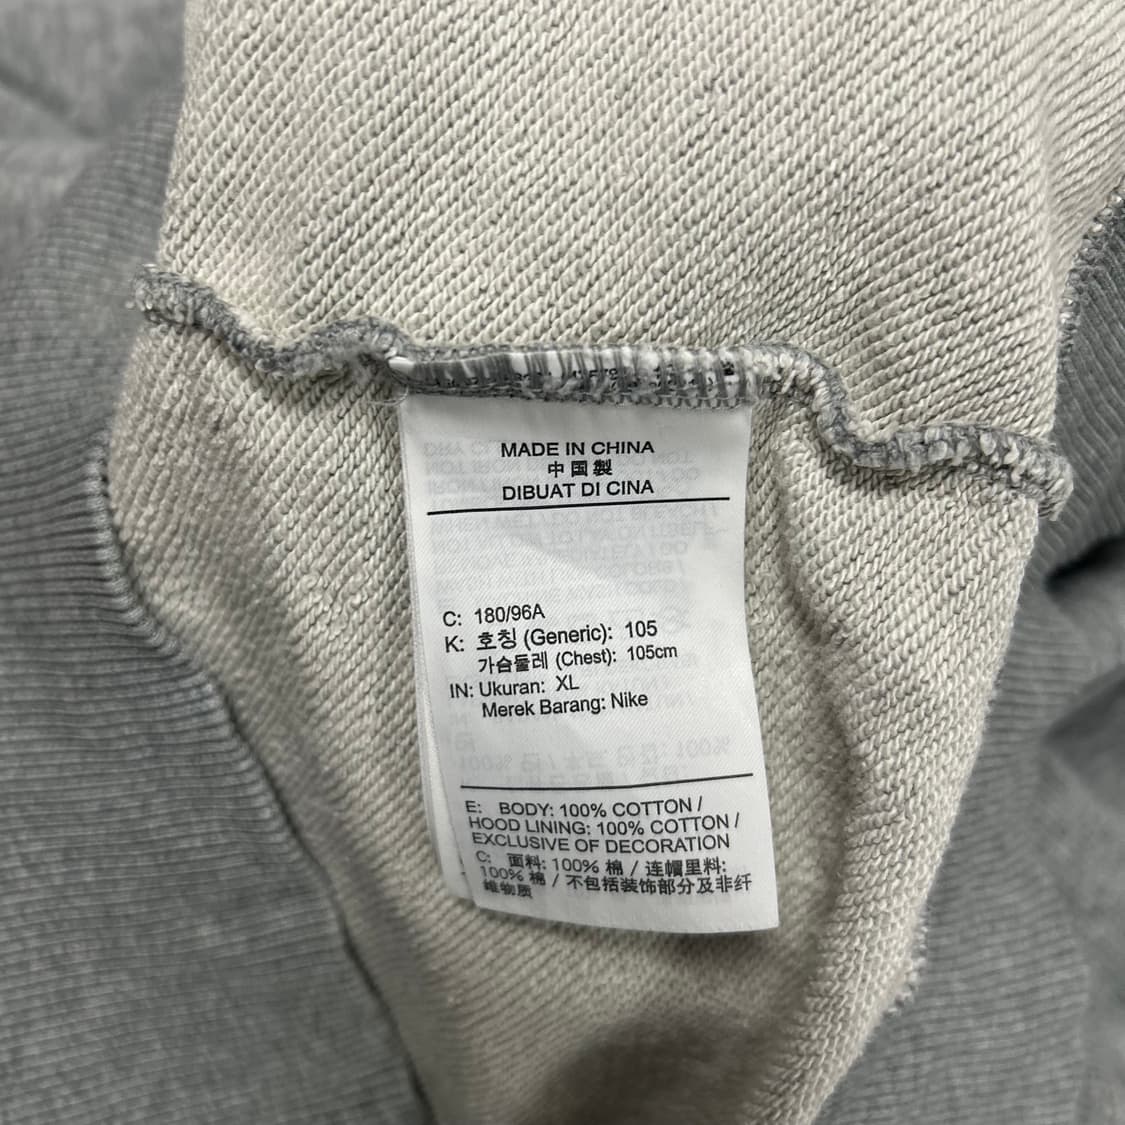 MADE IN CHINA
中国製
DIBUAT DI CINA
C: 180/96A
K: 호칭 (Generic): 105
가슴둘레 (Chest): 105cm
IN: Ukuran: XL
Merek Barang: Nike
E: BODY: 100% COTTON /
HOOD LINING: 100% COTTON /
EXCLUSIVE OF DECORATION
C: 面料: 100% 棉 / 连帽里料:
100% 棉 / 不包括装饰部分及非纤
维物质